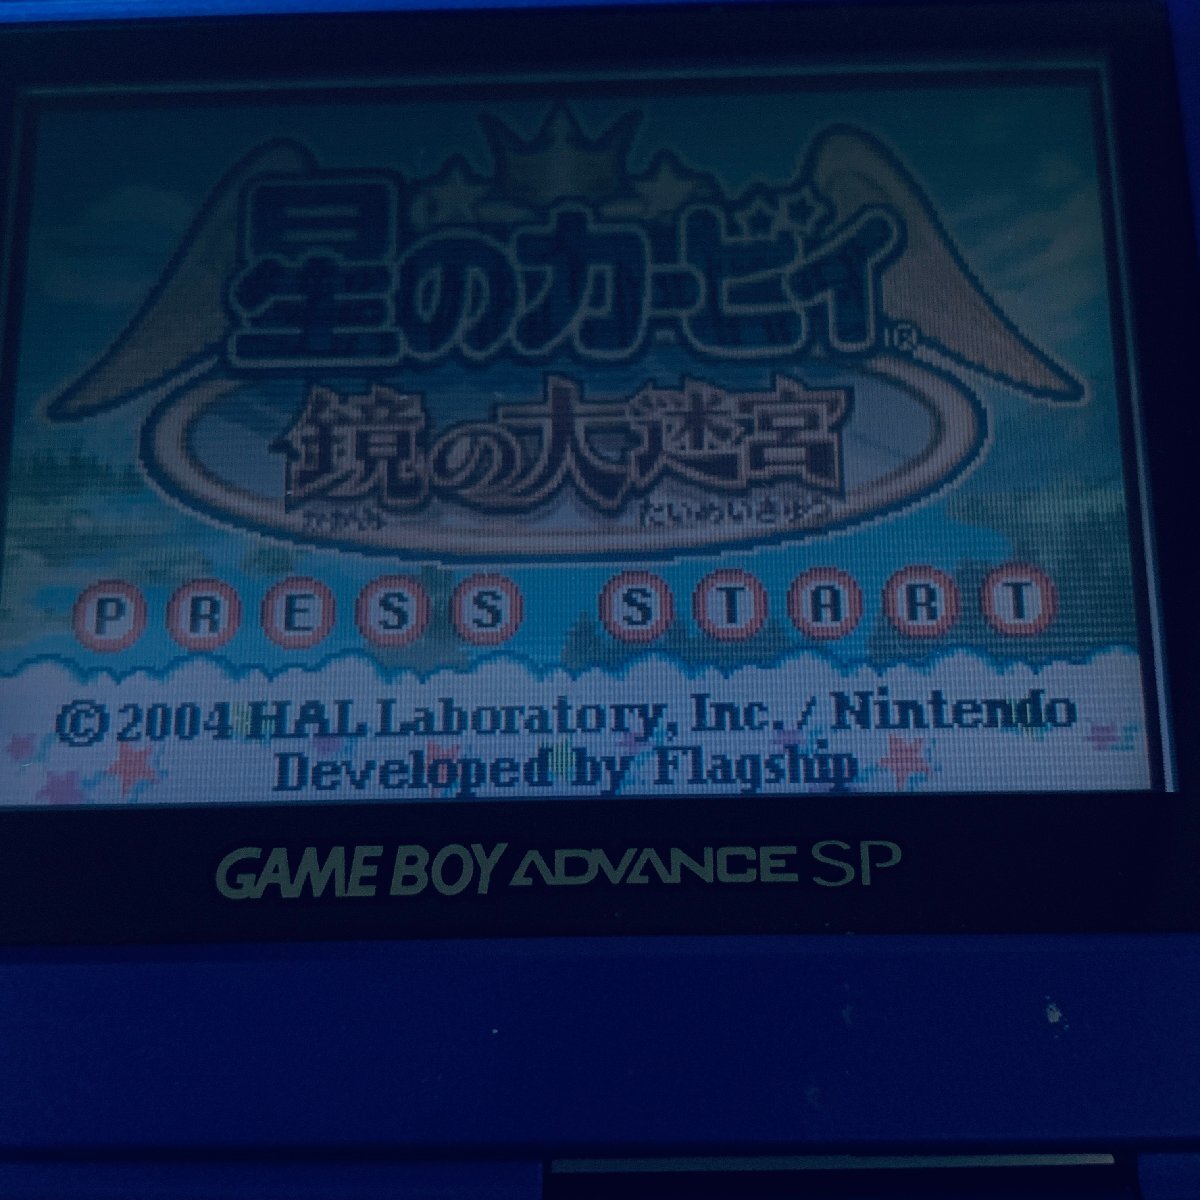 星のカービィ®
鏡の大迷宮
かがみ だいめいきゅう
PRESS START
©2004 HAL Laboratory, Inc. / Nintendo
Developed by Flagship
GAME BOY ADVANCE SP